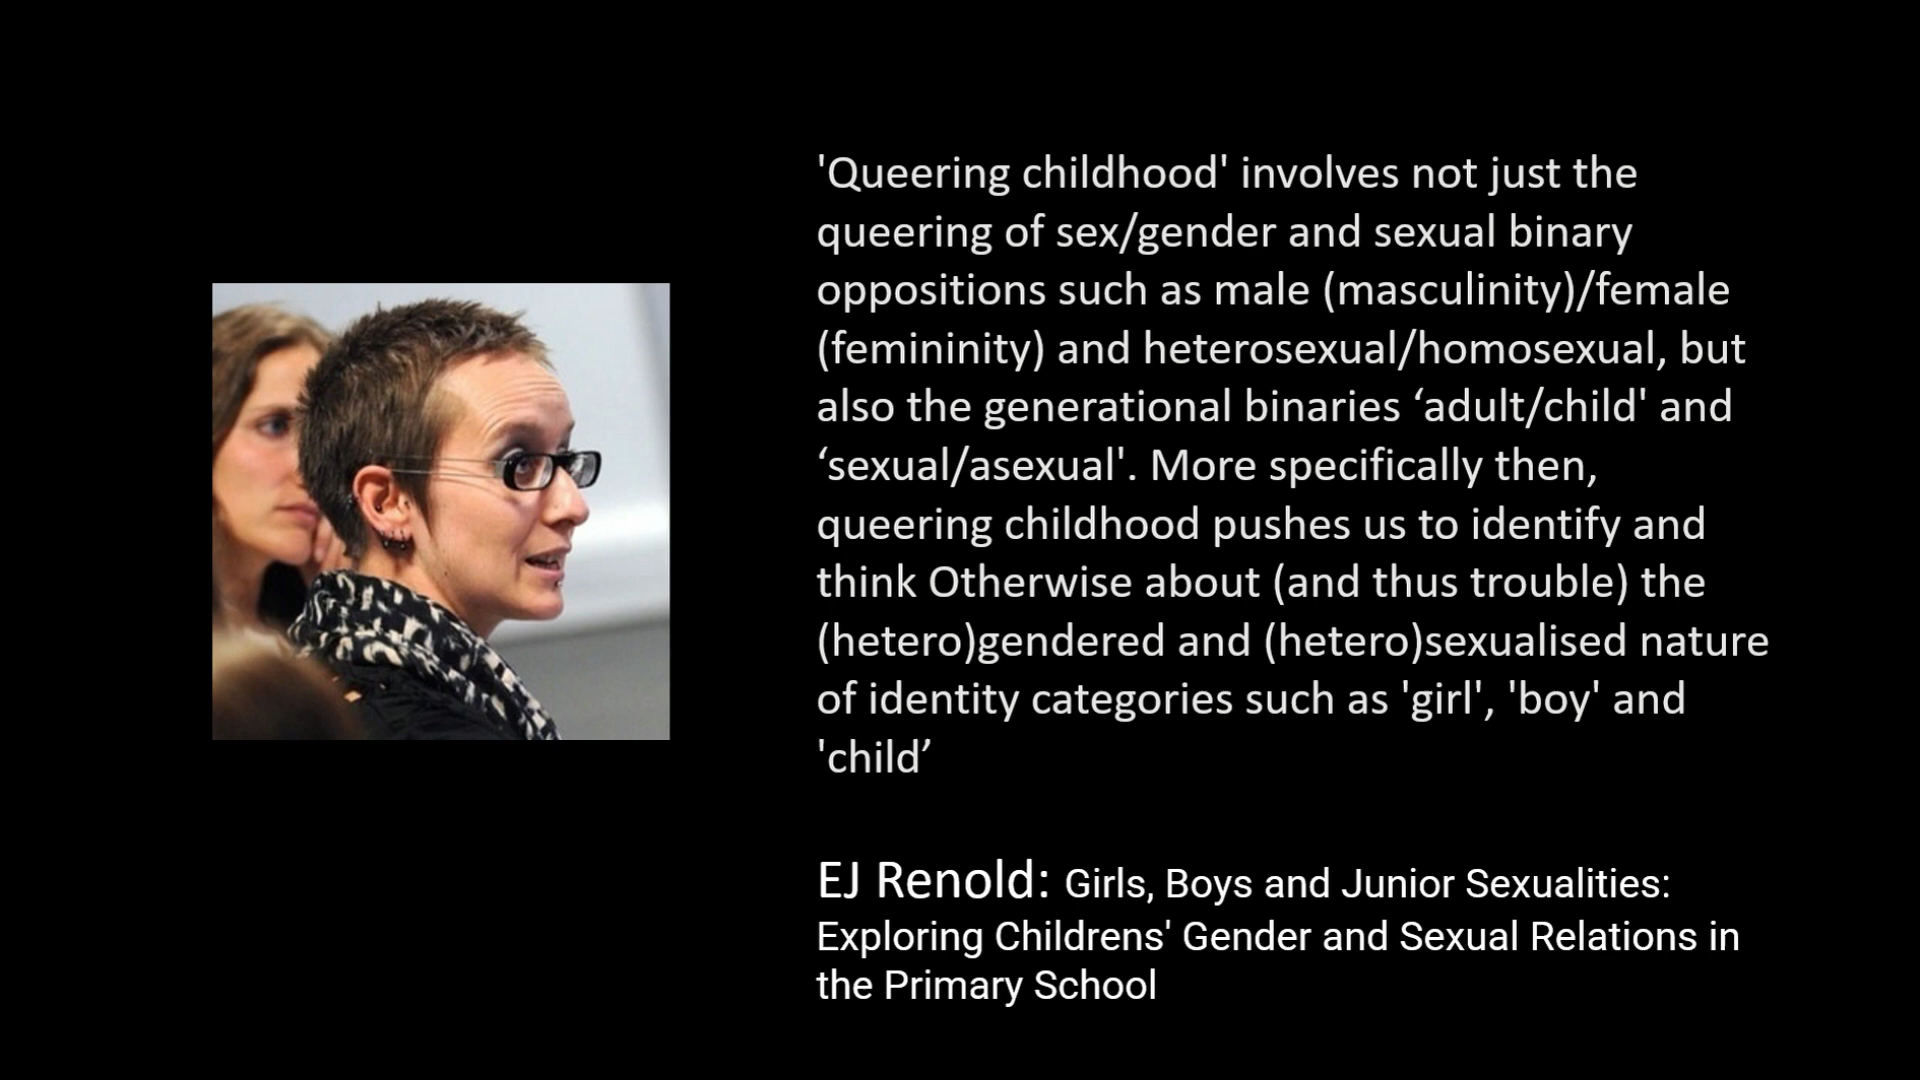 'Queering childhood' involves not just the
queering of sex/gender and sexual binary
oppositions such as male (masculinity)/female
(femininity) and heterosexual/homosexual, but
also the generational binaries ‘adult/child' and
‘sexual/asexual'. More specifically then,
queering childhood pushes us to identify and
think Otherwise about (and thus trouble) the
(hetero)gendered and (hetero)sexualised nature
of identity categories such as 'girl', 'boy' and
'child’
EJ Renold: Girls, Boys and Junior Sexualities:
Exploring Childrens' Gender and Sexual Relations in
the Primary School